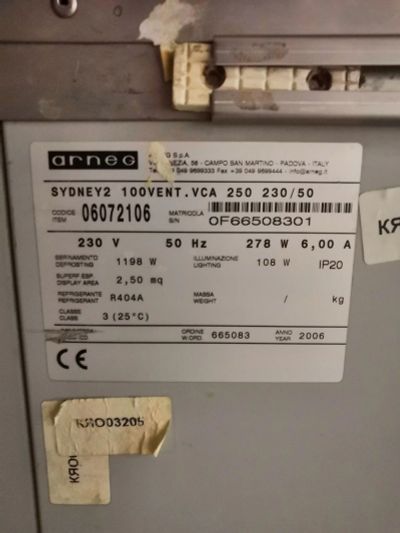 arneg
S.p.A.
VENEZIA, 58 - CAMPO SAN MARTINO - PADOVA - ITALY
049 9699333 Fax +39 049 9699444 - info@arneg.it
SYDNEY2 100VENT.VCA 250 230/50
CODICE ITEM 06072106 MATRICOLA S/N 0F66508301
230 V 50 Hz 278 W 6,00 A
SBRINAMENTO DEFROSTING 1198 W ILLUMINAZIONE LIGHTING 108 W IP20
SUPERF. ESP. DISPLAY AREA 2,50 mq
REFRIGERANTE REFRIGERANT R404A MASSA WEIGHT / kg
CLASSE CLASS 3 (25°C)
ORDINE W.ORD. 665083 ANNO YEAR 2006
CE
KRO03205
KRO
KR